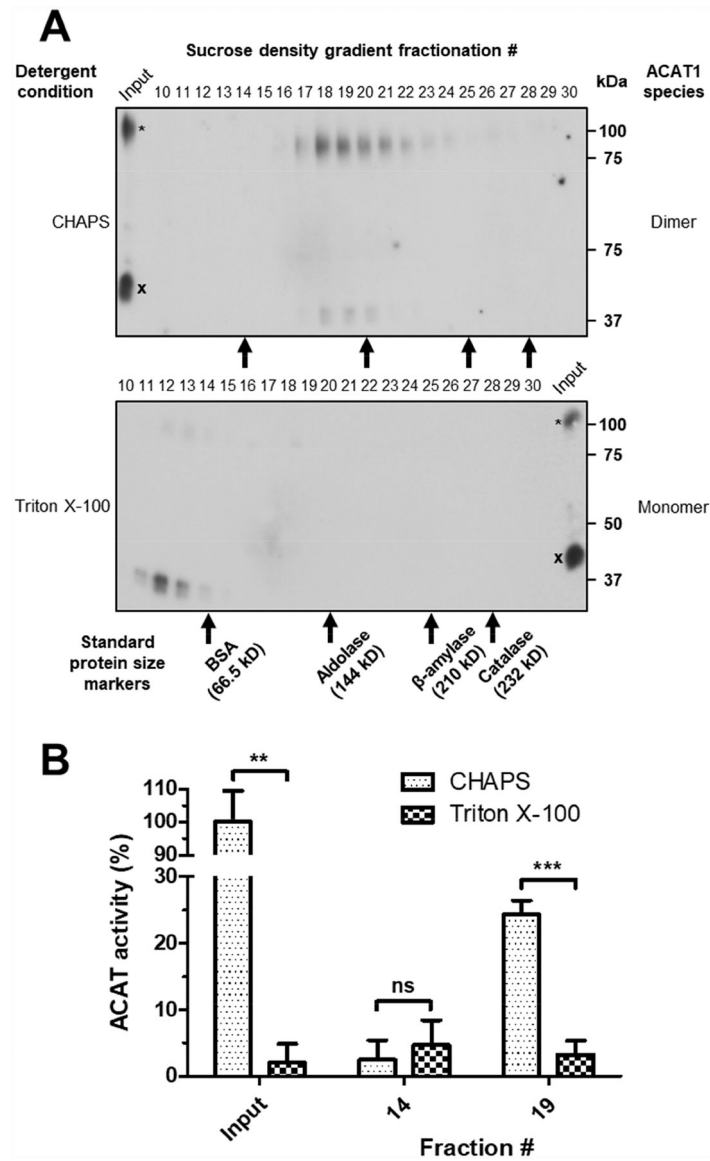 A
Sucrose density gradient fractionation #
Detergent condition
Input 10 11 12 13 14 15 16 17 18 19 20 21 22 23 24 25 26 27 28 29 30
kDa
ACAT1 species
*
100
75
CHAPS
Dimer
x
75
37
10 11 12 13 14 15 16 17 18 19 20 21 22 23 24 25 26 27 28 29 30 Input
*
100
75
Triton X-100
Monomer
50
x
37
Standard protein size markers
BSA (66.5 kD)
Aldolase (144 kD)
β-amylase (210 kD)
Catalase (232 kD)
B
ACAT activity (%)
110
100
90
30
20
10
0
**
ns
***
CHAPS
Triton X-100
Input
14
19
Fraction #